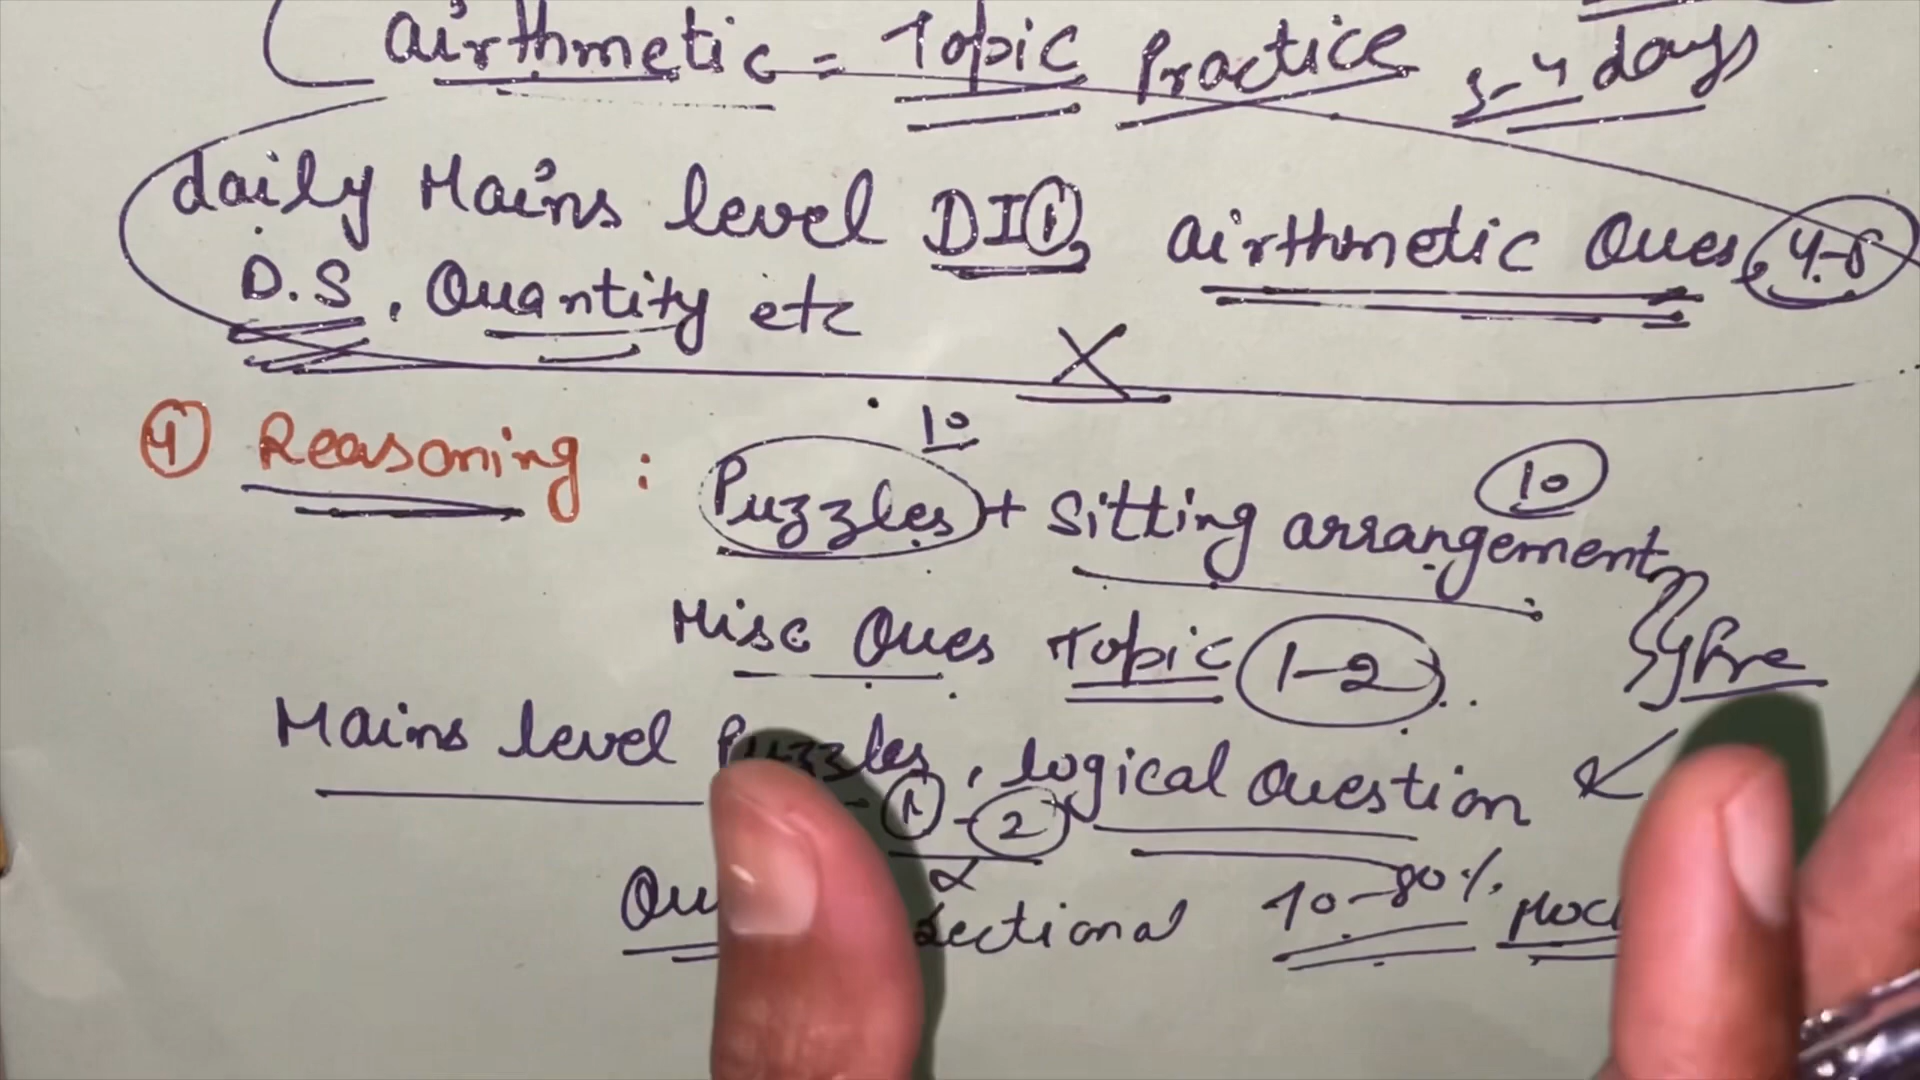 airthmetic = Topic Practice 3-4 days
daily Mains level DI ①, airthmetic Ques, 4-5
D.S, Quantity etc
X
④ Reasoning : Puzzles 10 + Sitting arrangement 10
Misc Ques Topic 1-2 .. } Pre
Mains level Puzzles, logical Question
① - ②
sectional 70-80%